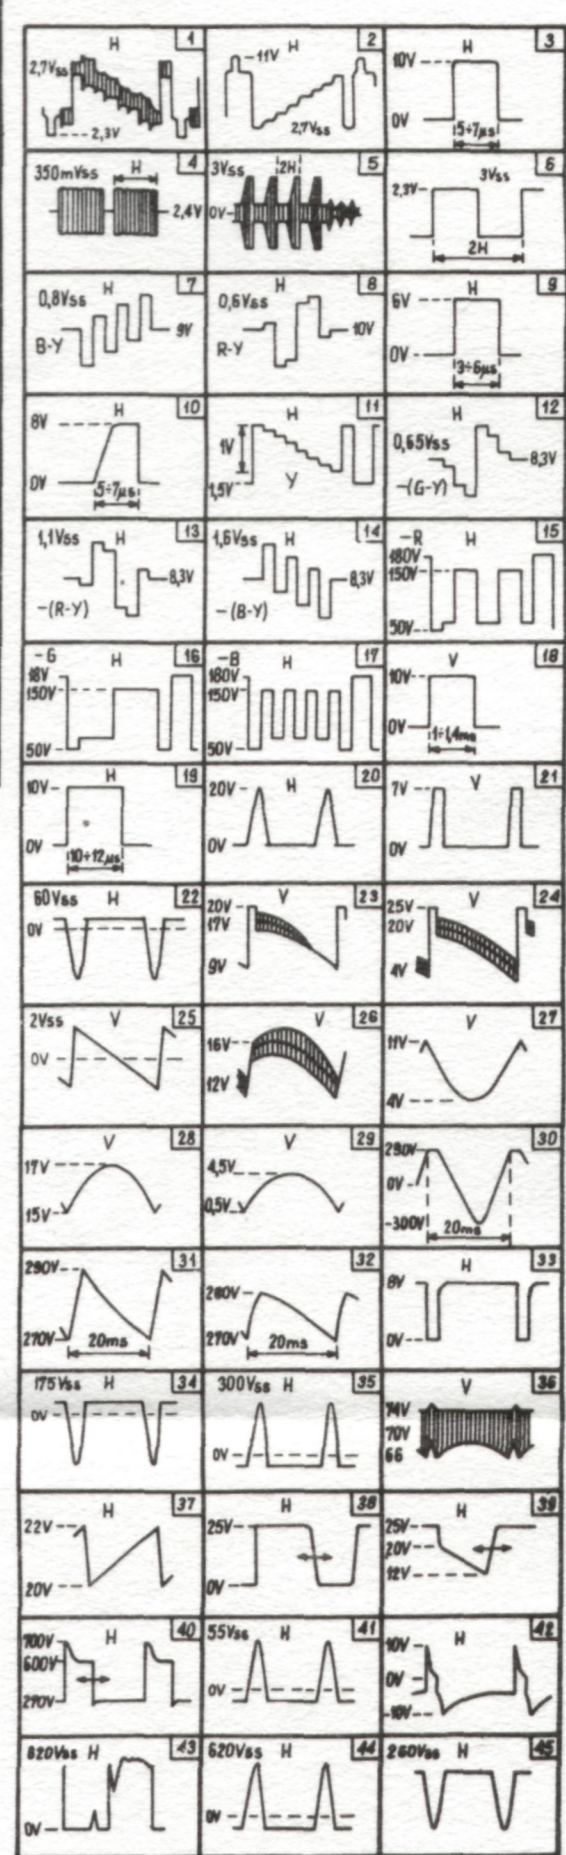 H 1
2,7Vss
2,3V
H 2
11V
2,7Vss
H 3
10V
0V
5÷7µs
350mVss H 4
2,4V
3Vss 2H 5
0V
3Vss 6
2,3V
2H
H 7
0,8Vss
9V
B-Y
H 8
0,6Vss
10V
R-Y
H 9
6V
0V
3÷6µs
H 10
8V
0V
5÷7µs
H 11
1V
Y
1,5V
H 12
0,65Vss
8,3V
-(G-Y)
1,1Vss H 13
8,3V
-(R-Y)
1,6Vss H 14
8,3V
-(B-Y)
-R H 15
180V
150V
50V
-G H 16
18V
150V
50V
-B H 17
180V
150V
50V
V 18
10V
0V
1÷1,4ms
H 19
10V
0V
10÷12µs
H 20
20V
0V
V 21
7V
0V
60Vss H 22
0V
V 23
20V
17V
9V
V 24
25V
20V
4V
2Vss V 25
0V
V 26
16V
12V
V 27
11V
4V
V 28
17V
15V
V 29
4,5V
0,5V
30
290V
0V
-300V
20ms
31
290V
270V
20ms
32
280V
270V
20ms
H 33
8V
0V
175Vss H 34
0V
300Vss H 35
0V
V 36
74V
70V
66
H 37
22V
20V
H 38
25V
0V
H 39
25V
20V
12V
H 40
700V
600V
270V
55Vss H 41
0V
H 42
10V
0V
-10V
820Vss H 43
0V
620Vss H 44
0V
260Vss H 45